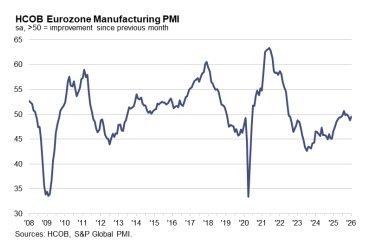 HCOB Eurozone Manufacturing PMI
sa, >50 = improvement since previous month
65
60
55
50
45
40
35
30
'08 '09 '10 '11 '12 '13 '14 '15 '16 '17 '18 '19 '20 '21 '22 '23 '24 '25 '26
Sources: HCOB, S&P Global PMI.